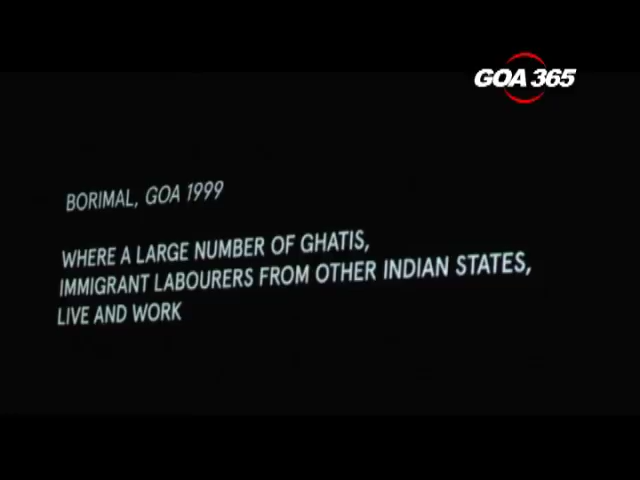 GOA 365
BORIMAL, GOA 1999
WHERE A LARGE NUMBER OF GHATIS,
IMMIGRANT LABOURERS FROM OTHER INDIAN STATES,
LIVE AND WORK